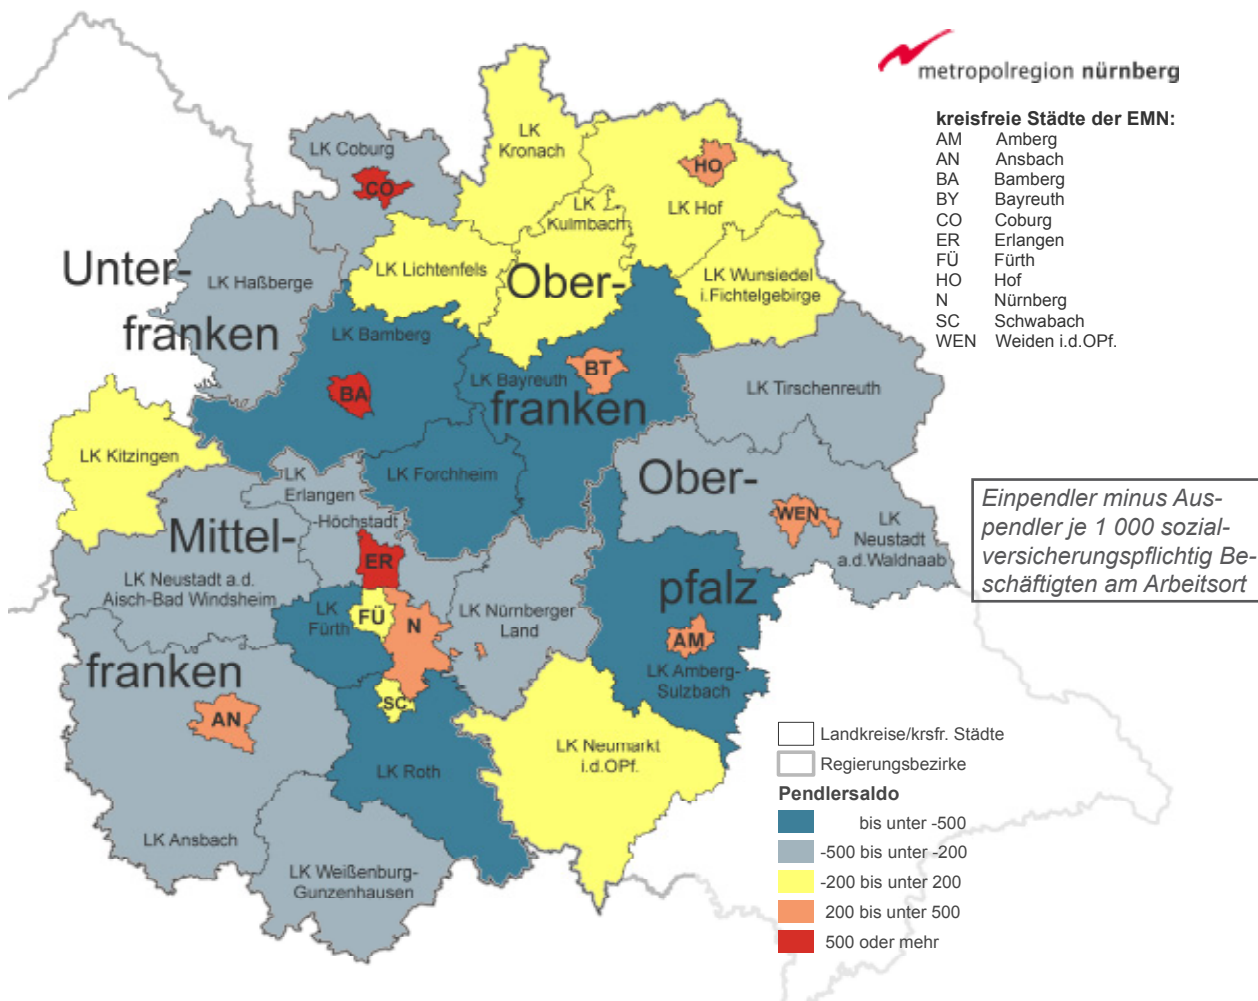 metropolregion nürnberg
kreisfreie Städte der EMN:
AM Amberg
AN Ansbach
BA Bamberg
BY Bayreuth
CO Coburg
ER Erlangen
FÜ Fürth
HO Hof
N Nürnberg
SC Schwabach
WEN Weiden i.d.OPf.
LK
Kronach
LK Coburg
CO
HO
LK
Kulmbach
LK Hof
Unter-
franken
LK Haßberge
LK Lichtenfels
Ober-
franken
LK Wunsiedel
i.Fichtelgebirge
LK Bamberg
BA
LK Bayreuth
BT
LK Tirschenreuth
LK Kitzingen
LK
Erlangen
-Höchstadt
LK Forchheim
Ober-
pfalz
WEN
LK
Neustadt
a.d.Waldnaab
Einpendler minus Aus-
pendler je 1 000 sozial-
versicherungspflichtig Be-
schäftigten am Arbeitsort
Mittel-
franken
ER
LK Neustadt a.d.
Aisch-Bad Windsheim
LK
Fürth
FÜ
N
LK Nürnberger
Land
AM
LK Amberg-
Sulzbach
SC
AN
LK Roth
LK Neumarkt
i.d.OPf.
LK Ansbach
LK Weißenburg-
Gunzenhausen
Landkreise/krsfr. Städte
Regierungsbezirke
Pendlersaldo
bis unter -500
-500 bis unter -200
-200 bis unter 200
200 bis unter 500
500 oder mehr